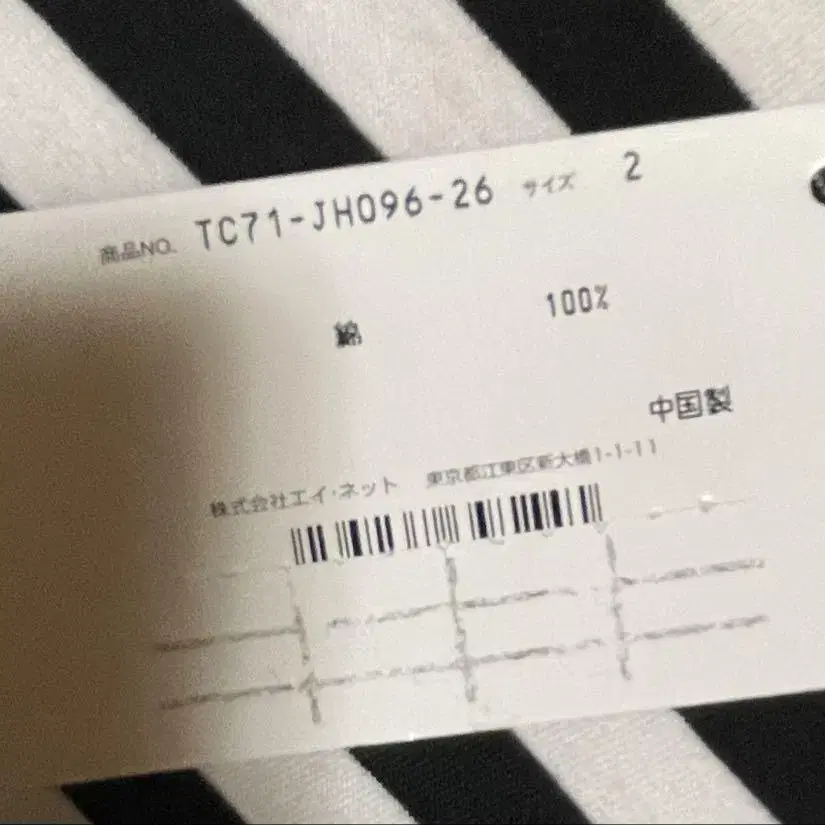 商品NO. TC71-JH096-26 サイズ 2
綿 100%
中国製
株式会社エイ・ネット 東京都江東区新大橋1-1-11